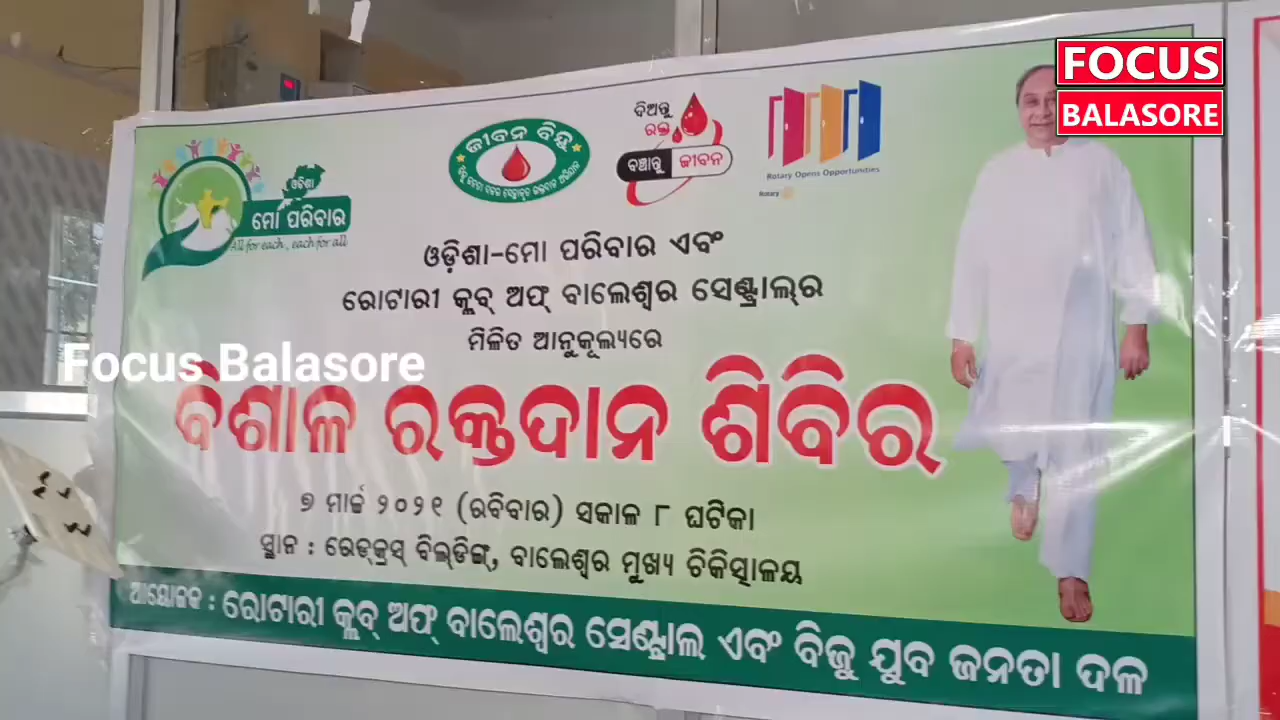 FOCUS
BALASORE
ଓଡିଶା
ମୋ ପରିବାର
All for each, each for all
ଜୀବନ ବିନ୍ଦୁ
ଦିଅନ୍ତୁ
ରକ୍ତ
ବଞ୍ଚାନ୍ତୁ ଜୀବନ
Rotary Opens Opportunities
Rotary
ଓଡ଼ିଶା-ମୋ ପରିବାର ଏବଂ
ରୋଟାରୀ କ୍ଲବ୍ ଅଫ୍ ବାଲେଶ୍ୱର ସେଣ୍ଟ୍ରାଲ୍‌ର
ମିଳିତ ଆନୁକୂଲ୍ୟରେ
Focus Balasore
ବିଶାଳ ରକ୍ତଦାନ ଶିବିର
୭ ମାର୍ଚ୍ଚ ୨୦୨୧ (ରବିବାର) ସକାଳ ୮ ଘଟିକା
ସ୍ଥାନ : ରେଡ୍‌କ୍ରସ୍ ବିଲ୍‌ଡିଙ୍ଗ୍, ବାଲେଶ୍ୱର ମୁଖ୍ୟ ଚିକିତ୍ସାଳୟ
ଆୟୋଜକ : ରୋଟାରୀ କ୍ଲବ୍ ଅଫ୍ ବାଲେଶ୍ୱର ସେଣ୍ଟ୍ରାଲ ଏବଂ ବିଜୁ ଯୁବ ଜନତା ଦଳ